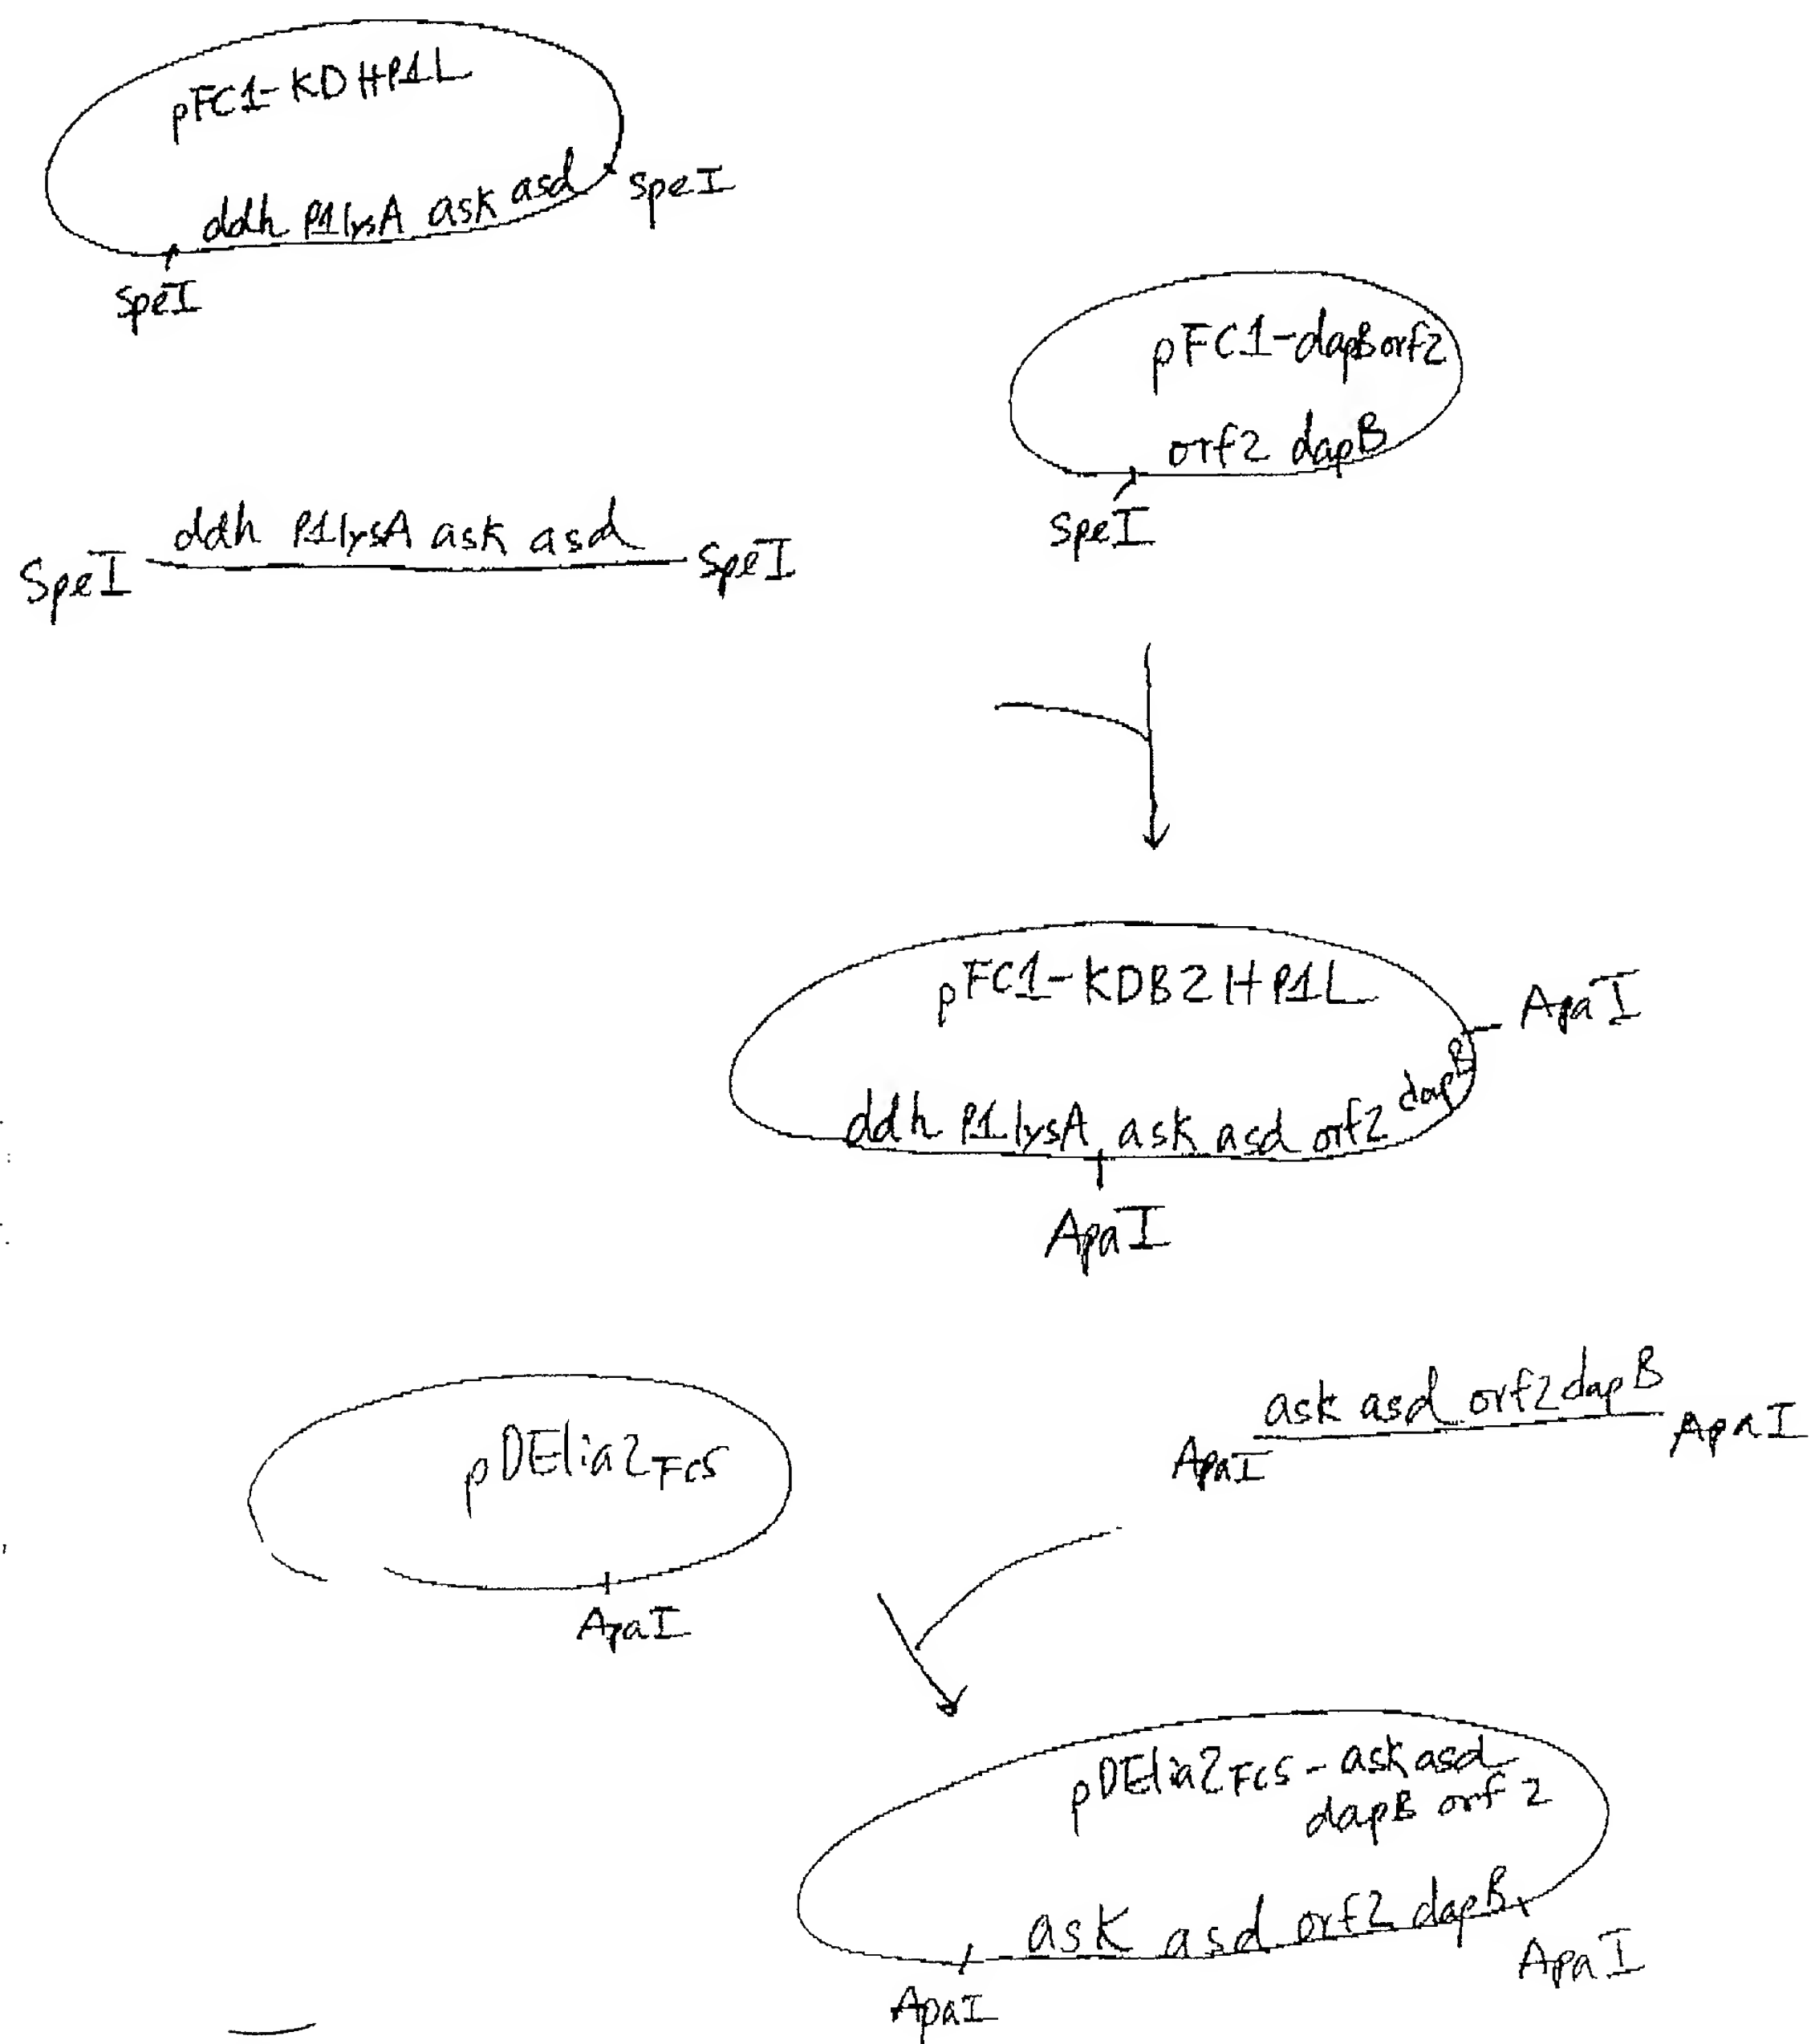 pFC1-KDHP1L
ddh P1lysA ask asd
SpeI
SpeI
pFC1-dapBorf2
orf2 dapB
SpeI
ddh P1lysA ask asd
SpeI
SpeI
pFC1-KDB2HP1L
ApaI
ddh P1lysA ask asd orf2 dapB
ApaI
pDElia2FCS
ApaI
ask asd orf2dapB
ApaI
ApaI
pDElia2FCS-ask asd
dapB orf2
ask asd orf2 dapB
ApaI
ApaI